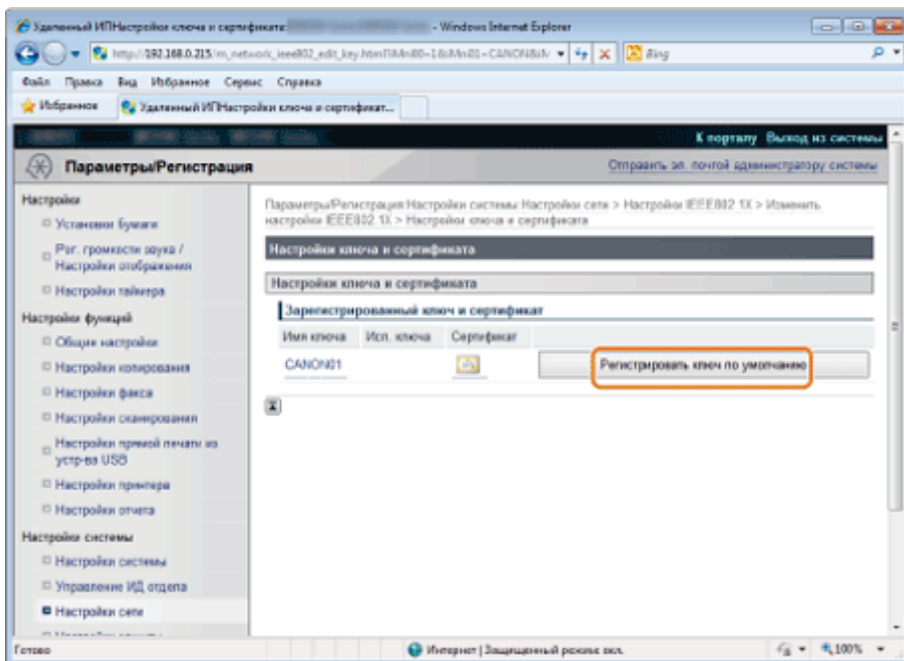 Удаленный ИПНастройки ключа и сертификата - Windows Internet Explorer
http://192.168.0.215/m_network_ieee802_edit_key.html
Bing
Файл Правка Вид Избранное Сервис Справка
Избранное Удаленный ИПНастройки ключа и сертификат...
К порталу Выход из системы
Параметры/Регистрация Отправить эл. почтой администратору системы
Настройки
Установки бумаги
Рег. громкости звука /
Настройки отображения
Настройки таймера
Настройки функций
Общие настройки
Настройки копирования
Настройки факса
Настройки сканирования
Настройки прямой печати из
устр-ва USB
Настройки принтера
Настройки отчета
Настройки системы
Настройки системы
Управление ИД отдела
Настройки сети
Параметры/Регистрация:Настройки системы:Настройки сети > Настройки IEEE802.1X > Изменить
настройки IEEE802.1X > Настройки ключа и сертификата
Настройки ключа и сертификата
Настройки ключа и сертификата
Зарегистрированный ключ и сертификат
Имя ключа Исп. ключа Сертификат
CANON01 Регистрировать ключ по умолчанию
Готово Интернет | Защищенный режим: вкл. 100%